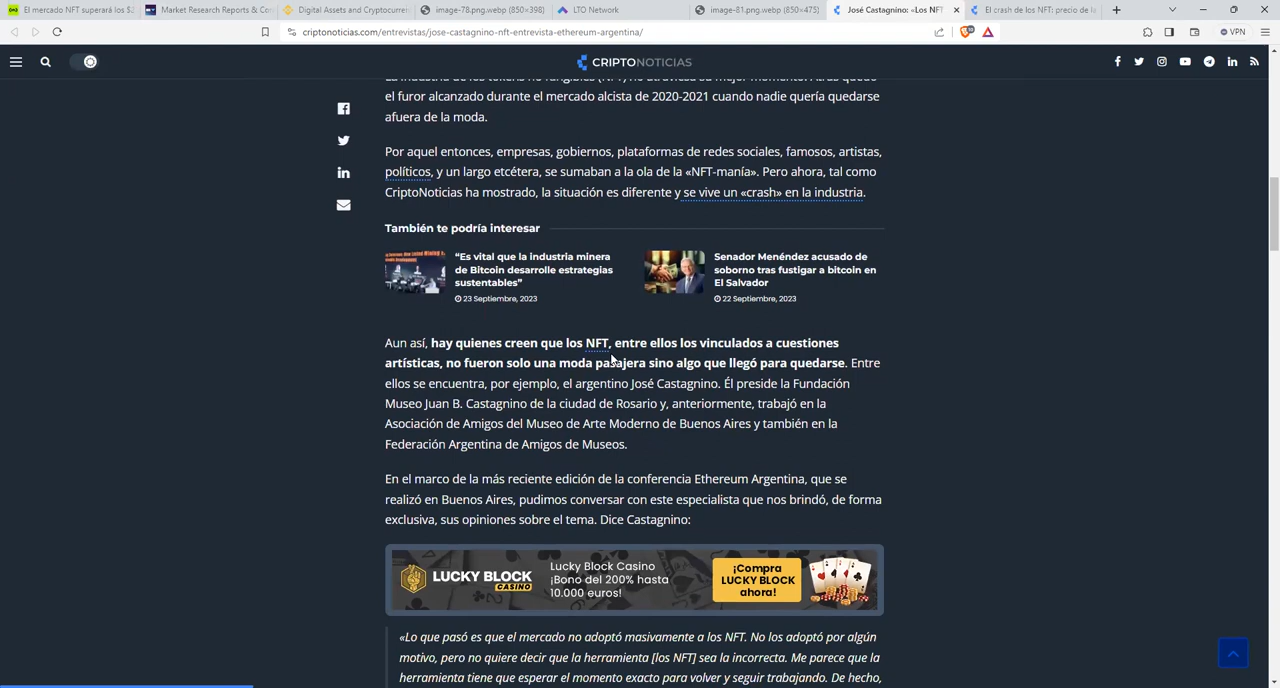 El mercado NFT superará los $2
Market Research Reports & Con
Digital Assets and Cryptocurren
image-78.png.webp (850×398)
LTO Network
image-81.png.webp (850×475)
José Castagnino: «Los NFT
El crash de los NFT: precio de la
criptonoticias.com/entrevistas/jose-castagnino-nft-entrevista-ethereum-argentina/
VPN
CRIPTONOTICIAS
La industria de los tokens no fungibles (NFT) no atraviesa su mejor momento. Atrás quedó
el furor alcanzado durante el mercado alcista de 2020-2021 cuando nadie quería quedarse
afuera de la moda.
Por aquel entonces, empresas, gobiernos, plataformas de redes sociales, famosos, artistas,
políticos, y un largo etcétera, se sumaban a la ola de la «NFT-manía». Pero ahora, tal como
CriptoNoticias ha mostrado, la situación es diferente y se vive un «crash» en la industria.
También te podría interesar
“Es vital que la industria minera
de Bitcoin desarrolle estrategias
sustentables”
23 Septiembre, 2023
Senador Menéndez acusado de
soborno tras fustigar a bitcoin en
El Salvador
22 Septiembre, 2023
Aun así, hay quienes creen que los NFT, entre ellos los vinculados a cuestiones
artísticas, no fueron solo una moda pasajera sino algo que llegó para quedarse. Entre
ellos se encuentra, por ejemplo, el argentino José Castagnino. Él preside la Fundación
Museo Juan B. Castagnino de la ciudad de Rosario y, anteriormente, trabajó en la
Asociación de Amigos del Museo de Arte Moderno de Buenos Aires y también en la
Federación Argentina de Amigos de Museos.
En el marco de la más reciente edición de la conferencia Ethereum Argentina, que se
realizó en Buenos Aires, pudimos conversar con este especialista que nos brindó, de forma
exclusiva, sus opiniones sobre el tema. Dice Castagnino:
LUCKY BLOCK
CASINO
Lucky Block Casino
¡Bono del 200% hasta
10.000 euros!
¡Compra
LUCKY BLOCK
ahora!
«Lo que pasó es que el mercado no adoptó masivamente a los NFT. No los adoptó por algún
motivo, pero no quiere decir que la herramienta [los NFT] sea la incorrecta. Me parece que la
herramienta tiene que esperar el momento exacto para volver y seguir trabajando. De hecho,